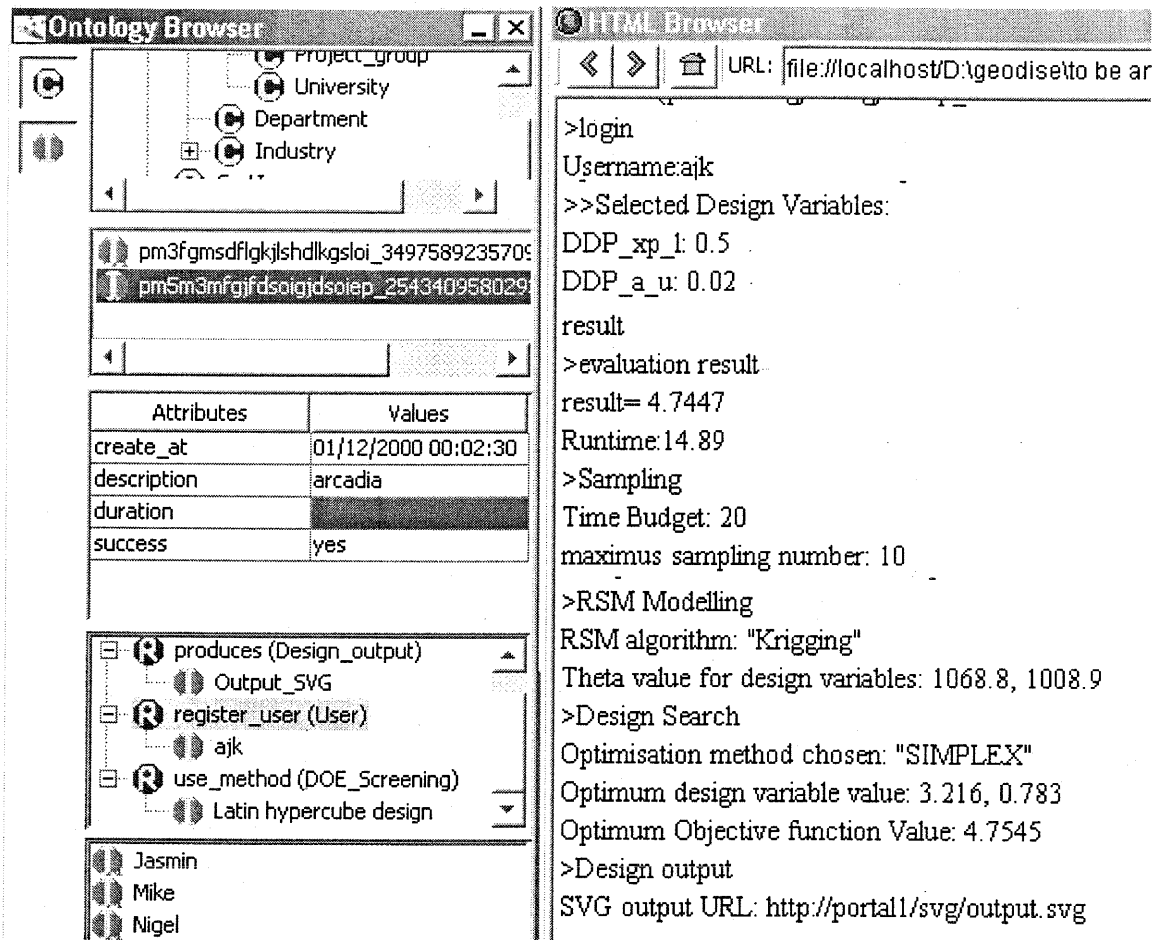 Ontology Browser
Project_group
University
Department
Industry
pm3fgmsdflgkjlshdlkgsloi_3497589235709
pm5m3mfgjfdsoigjdsoiep_254340958029
Attributes Values
create_at 01/12/2000 00:02:30
description arcadia
duration
success yes
produces (Design_output)
Output_SVG
register_user (User)
ajk
use_method (DOE_Screening)
Latin hypercube design
Jasmin
Mike
Nigel
HTML Browser
URL: file://localhost/D:\geodise\to be ar
>login
Username:ajk
>>Selected Design Variables:
DDP_xp_l: 0.5
DDP_a_u: 0.02
result
>evaluation result
result= 4.7447
Runtime:14.89
>Sampling
Time Budget: 20
maximus sampling number: 10
>RSM Modelling
RSM algorithm: "Krigging"
Theta value for design variables: 1068.8, 1008.9
>Design Search
Optimisation method chosen: "SIMPLEX"
Optimum design variable value: 3.216, 0.783
Optimum Objective function Value: 4.7545
>Design output
SVG output URL: http://portal1/svg/output.svg